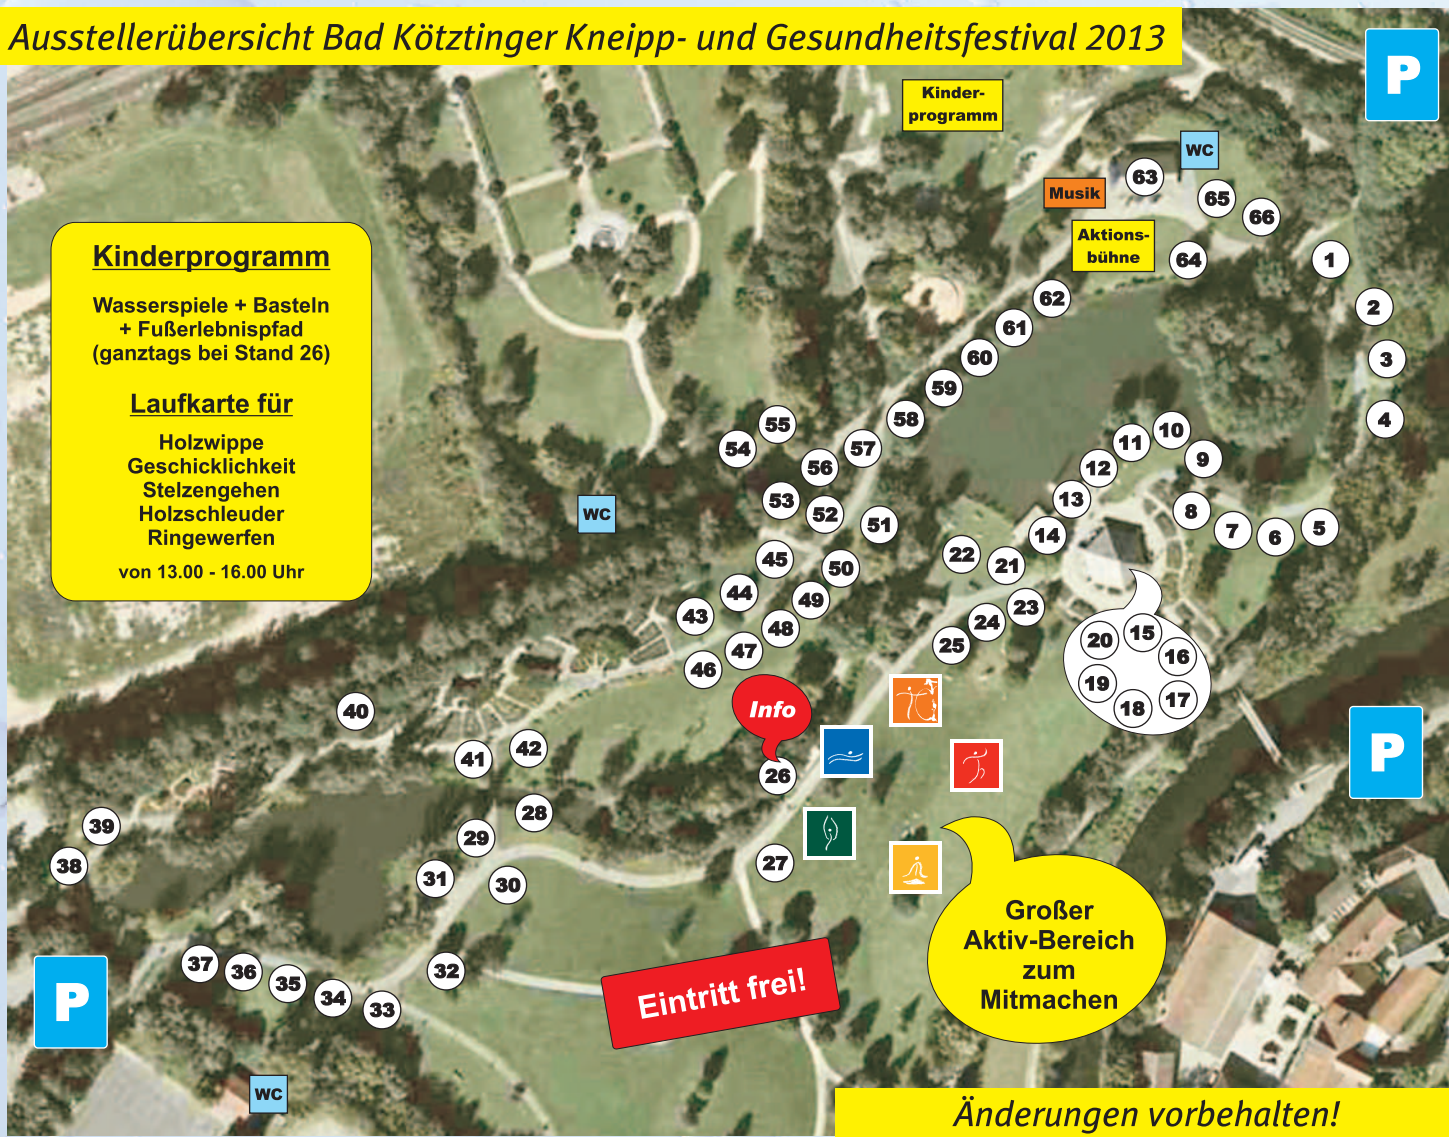 Ausstellerübersicht Bad Kötztinger Kneipp- und Gesundheitsfestival 2013
P
Kinder-
programm
WC
63
Musik
65
66
Aktions-
bühne
64
1
62
2
61
60
3
59
58
4
Kinderprogramm
Wasserspiele + Basteln
+ Fußerlebnispfad
(ganztags bei Stand 26)
Laufkarte für
Holzwippe
Geschicklichkeit
Stelzengehen
Holzschleuder
Ringewerfen
von 13.00 - 16.00 Uhr
55
54
57
56
53
52
51
WC
11
10
12
9
13
8
7
6
5
14
22
21
45
50
44
49
43
48
47
46
23
24
25
20
15
16
19
18
17
Info
26
27
P
40
41
42
28
29
31
30
39
38
37
36
35
34
33
32
P
WC
Eintritt frei!
Großer
Aktiv-Bereich
zum
Mitmachen
Änderungen vorbehalten!